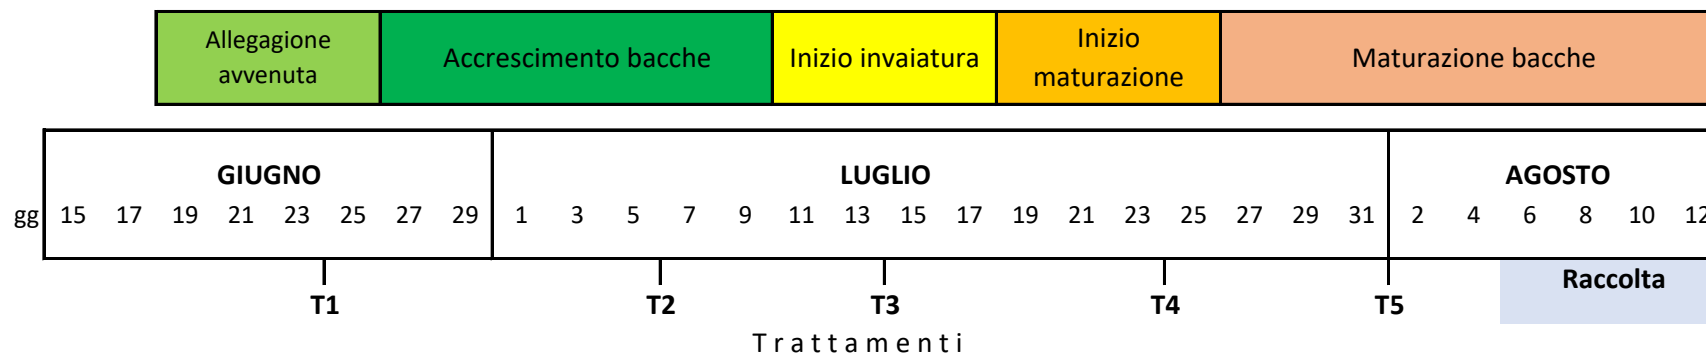 Allegagione
avvenuta
Accrescimento bacche
Inizio invaiatura
Inizio
maturazione
Maturazione bacche
GIUGNO LUGLIO AGOSTO
gg 15 17 19 21 23 25 27 29 1 3 5 7 9 11 13 15 17 19 21 23 25 27 29 31 2 4 6 8 10 12
Raccolta
T1 T2 T3 T4 T5
Trattamenti